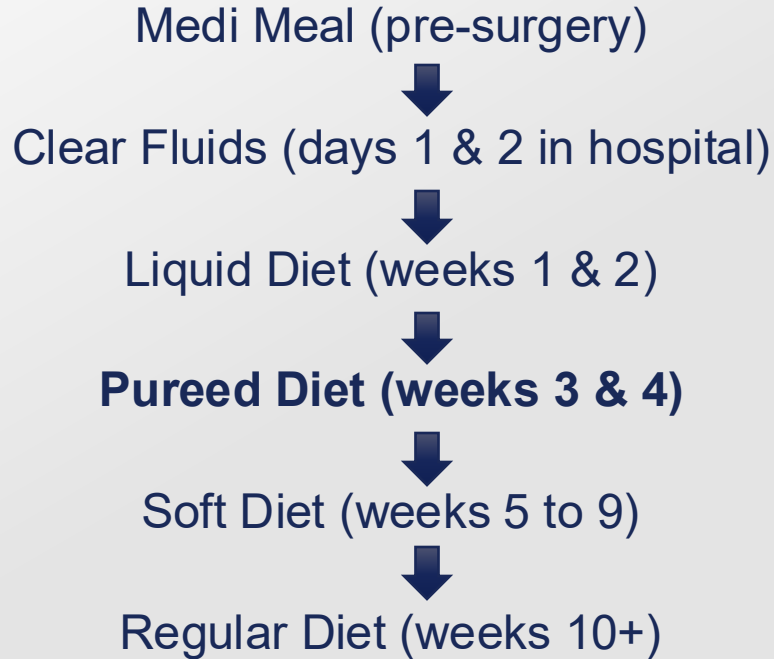 Medi Meal (pre-surgery)
Clear Fluids (days 1 & 2 in hospital)
Liquid Diet (weeks 1 & 2)
Pureed Diet (weeks 3 & 4)
Soft Diet (weeks 5 to 9)
Regular Diet (weeks 10+)